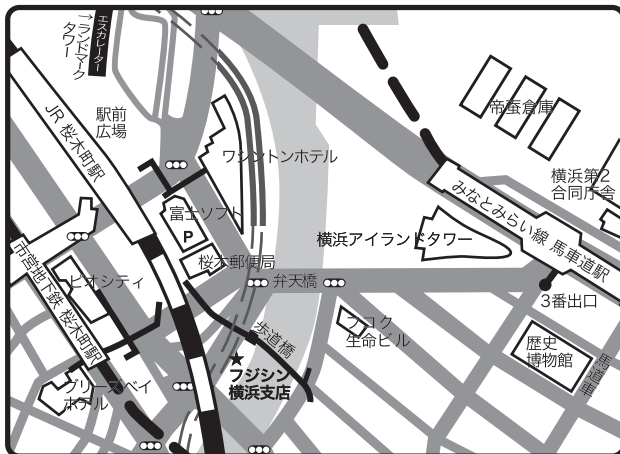 エスカレーター
→ランドマーク
タワー
駅前
広場
JR 桜木町駅
ワシントンホテル
帝蚕倉庫
横浜第2
合同庁舎
みなとみらい線 馬車道駅
富士ソフト
P
横浜アイランドタワー
桜木郵便局
弁天橋
3番出口
市営地下鉄 桜木町駅
ピオシティ
歩道橋
フコク
生命ビル
歴史
博物館
馬車道
フジシン
横浜支店
ブリーズベイ
ホテル